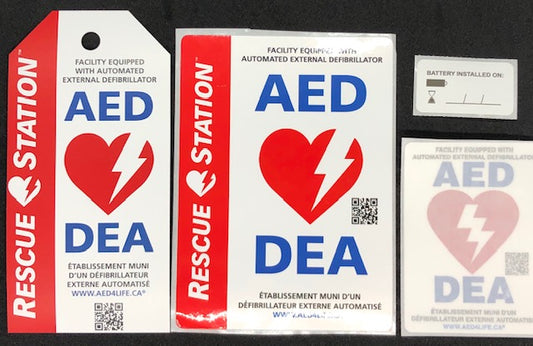 RESCUE STATION™
FACILITY EQUIPPED
WITH AUTOMATED
EXTERNAL DEFIBRILLATOR
AED
DEA
ÉTABLISSEMENT MUNI
D'UN DÉFIBRILLATEUR
EXTERNE AUTOMATISÉ
WWW.AED4LIFE.CA®
RESCUE STATION™
FACILITY EQUIPPED WITH
AUTOMATED EXTERNAL DEFIBRILLATOR
AED
DEA
ÉTABLISSEMENT MUNI D'UN
DÉFIBRILLATEUR EXTERNE AUTOMATISÉ
BATTERY INSTALLED ON:
FACILITY EQUIPPED WITH
AUTOMATED EXTERNAL DEFIBRILLATOR
AED
DEA
ÉTABLISSEMENT MUNI D'UN
DÉFIBRILLATEUR EXTERNE AUTOMATISÉ
WWW.AED4LIFE.CA